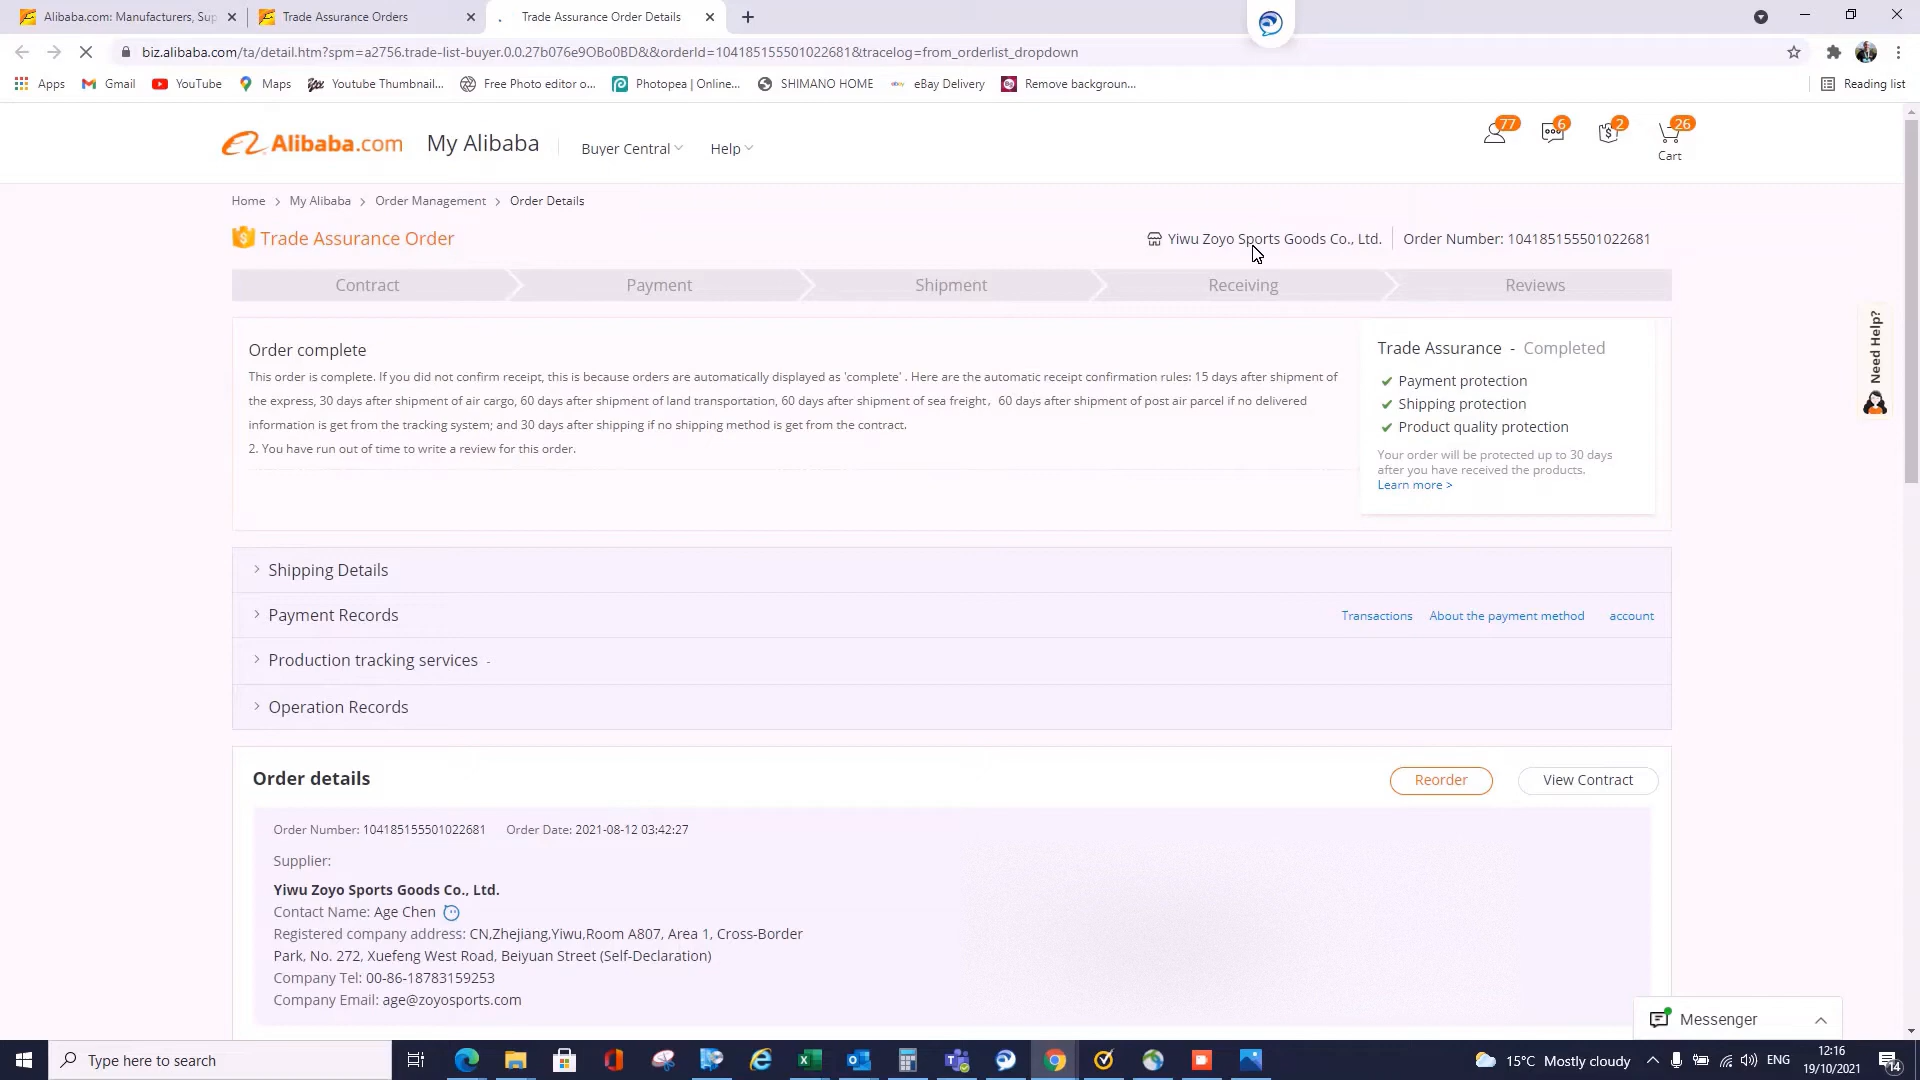 Alibaba.com: Manufacturers, Sup
Trade Assurance Orders
Trade Assurance Order Details
biz.alibaba.com/ta/detail.htm?spm=a2756.trade-list-buyer.0.0.27b076e9OBo0BD&&orderId=104185155501022681&tracelog=from_orderlist_dropdown
Apps
Gmail
YouTube
Maps
Youtube Thumbnail...
Free Photo editor o...
Photopea | Online...
SHIMANO HOME
eBay Delivery
Remove backgroun...
Reading list
Alibaba.com
My Alibaba
Buyer Central
Help
77
6
2
26
Cart
Home > My Alibaba > Order Management > Order Details
Trade Assurance Order
Yiwu Zoyo Sports Goods Co., Ltd.
Order Number: 104185155501022681
Contract
Payment
Shipment
Receiving
Reviews
Order complete
This order is complete. If you did not confirm receipt, this is because orders are automatically displayed as 'complete' . Here are the automatic receipt confirmation rules: 15 days after shipment of
the express, 30 days after shipment of air cargo, 60 days after shipment of land transportation, 60 days after shipment of sea freight，60 days after shipment of post air parcel if no delivered
information is get from the tracking system; and 30 days after shipping if no shipping method is get from the contract.
2. You have run out of time to write a review for this order.
Trade Assurance - Completed
Payment protection
Shipping protection
Product quality protection
Your order will be protected up to 30 days
after you have received the products.
Learn more >
Need Help?
Shipping Details
Payment Records
Transactions
About the payment method
account
Production tracking services -
Operation Records
Order details
Reorder
View Contract
Order Number: 104185155501022681
Order Date: 2021-08-12 03:42:27
Supplier:
Yiwu Zoyo Sports Goods Co., Ltd.
Contact Name: Age Chen
Registered company address: CN,Zhejiang,Yiwu,Room A807, Area 1, Cross-Border
Park, No. 272, Xuefeng West Road, Beiyuan Street (Self-Declaration)
Company Tel: 00-86-18783159253
Company Email: age@zoyosports.com
Messenger
Type here to search
15°C Mostly cloudy
ENG
12:16
19/10/2021
14